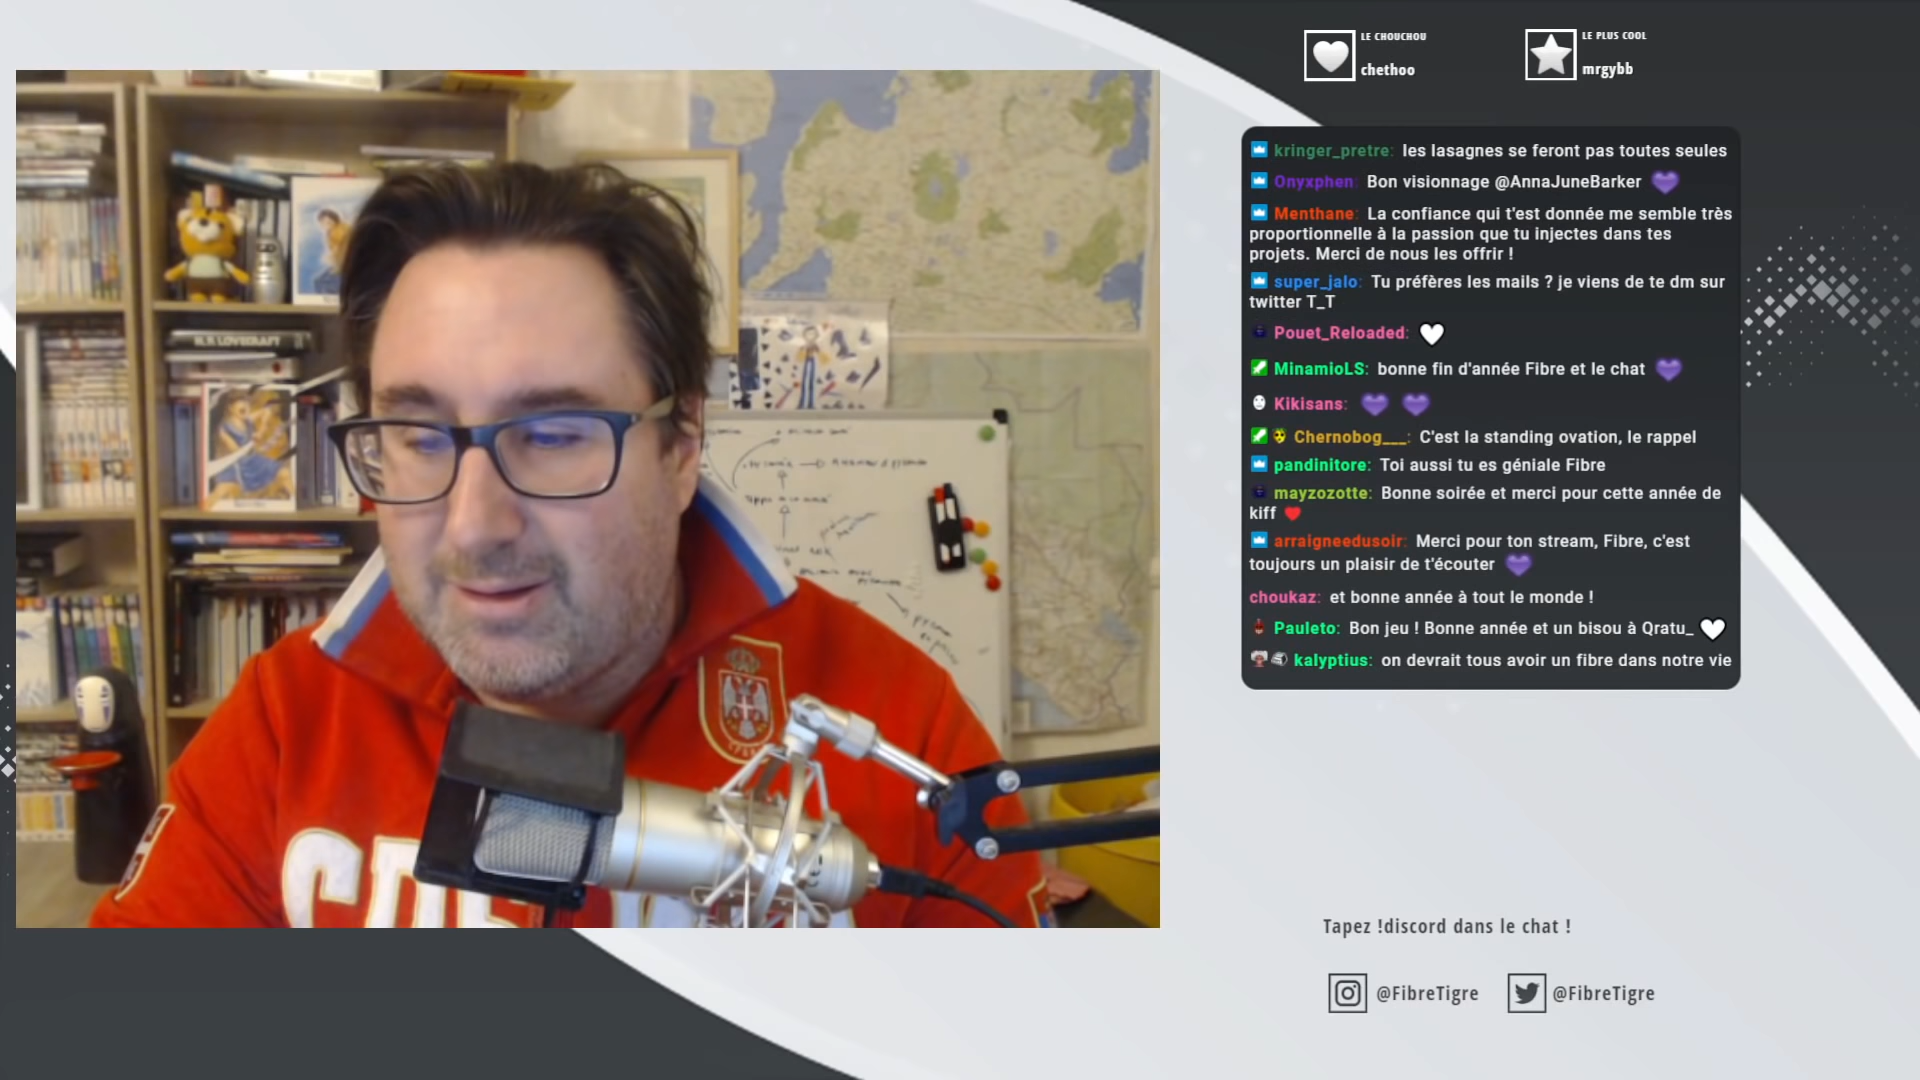 LE CHOUCHOU
chethoo
LE PLUS COOL
mrgybb
kringer_pretre: les lasagnes se feront pas toutes seules
Onyxphen: Bon visionnage @AnnaJuneBarker
Menthane: La confiance qui t'est donnée me semble très
proportionnelle à la passion que tu injectes dans tes
projets. Merci de nous les offrir !
super_jalo: Tu préfères les mails ? je viens de te dm sur
twitter T_T
Pouet_Reloaded:
MinamioLS: bonne fin d'année Fibre et le chat
Kikisans:
Chernobog___: C'est la standing ovation, le rappel
pandinitore: Toi aussi tu es géniale Fibre
mayzozotte: Bonne soirée et merci pour cette année de
kiff
arraigneedusoir: Merci pour ton stream, Fibre, c'est
toujours un plaisir de t'écouter
choukaz: et bonne année à tout le monde !
Pauleto: Bon jeu ! Bonne année et un bisou à Qratu_
kalyptius: on devrait tous avoir un fibre dans notre vie
H.P. LOVECRAFT
Tapez !discord dans le chat !
@FibreTigre
@FibreTigre